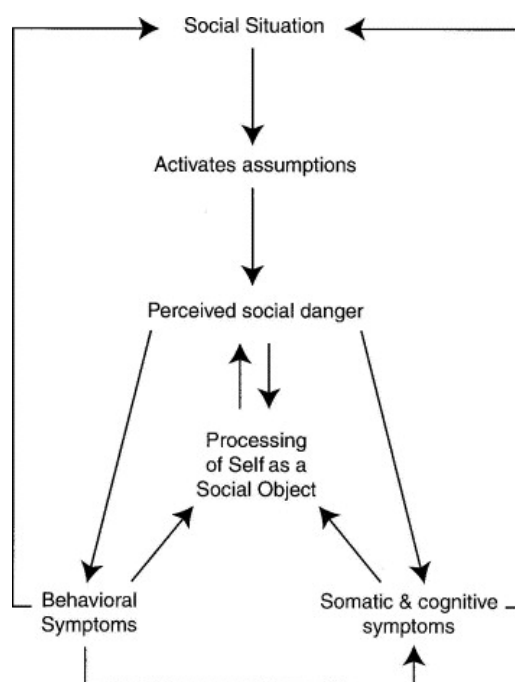 Social Situation
Activates assumptions
Perceived social danger
Processing
of Self as a
Social Object
Behavioral
Symptoms
Somatic & cognitive
symptoms